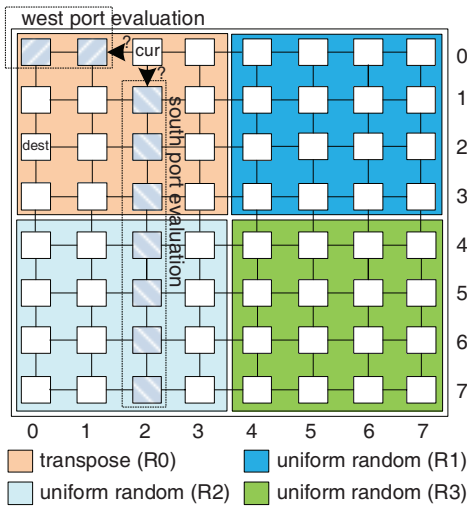 west port evaluation
? cur 0
?
1
dest 2
south port evaluation
3
4
5
6
7
0 1 2 3 4 5 6 7
transpose (R0) uniform random (R1)
uniform random (R2) uniform random (R3)